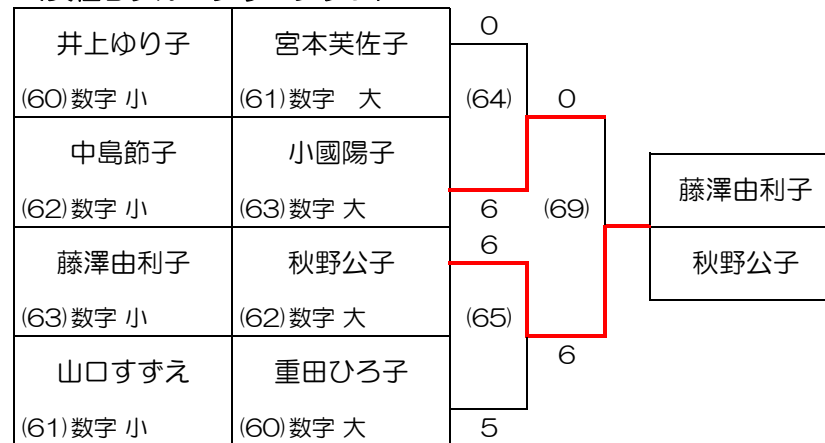 井上ゆり子 宮本芙佐子 0
(60)数字 小 (61)数字 大 (64) 0
中島節子 小國陽子
(62)数字 小 (63)数字 大 6 (69) 藤澤由利子
藤澤由利子 秋野公子 6 秋野公子
(63)数字 小 (62)数字 大 (65)
山口すずえ 重田ひろ子 6
(61)数字 小 (60)数字 大 5